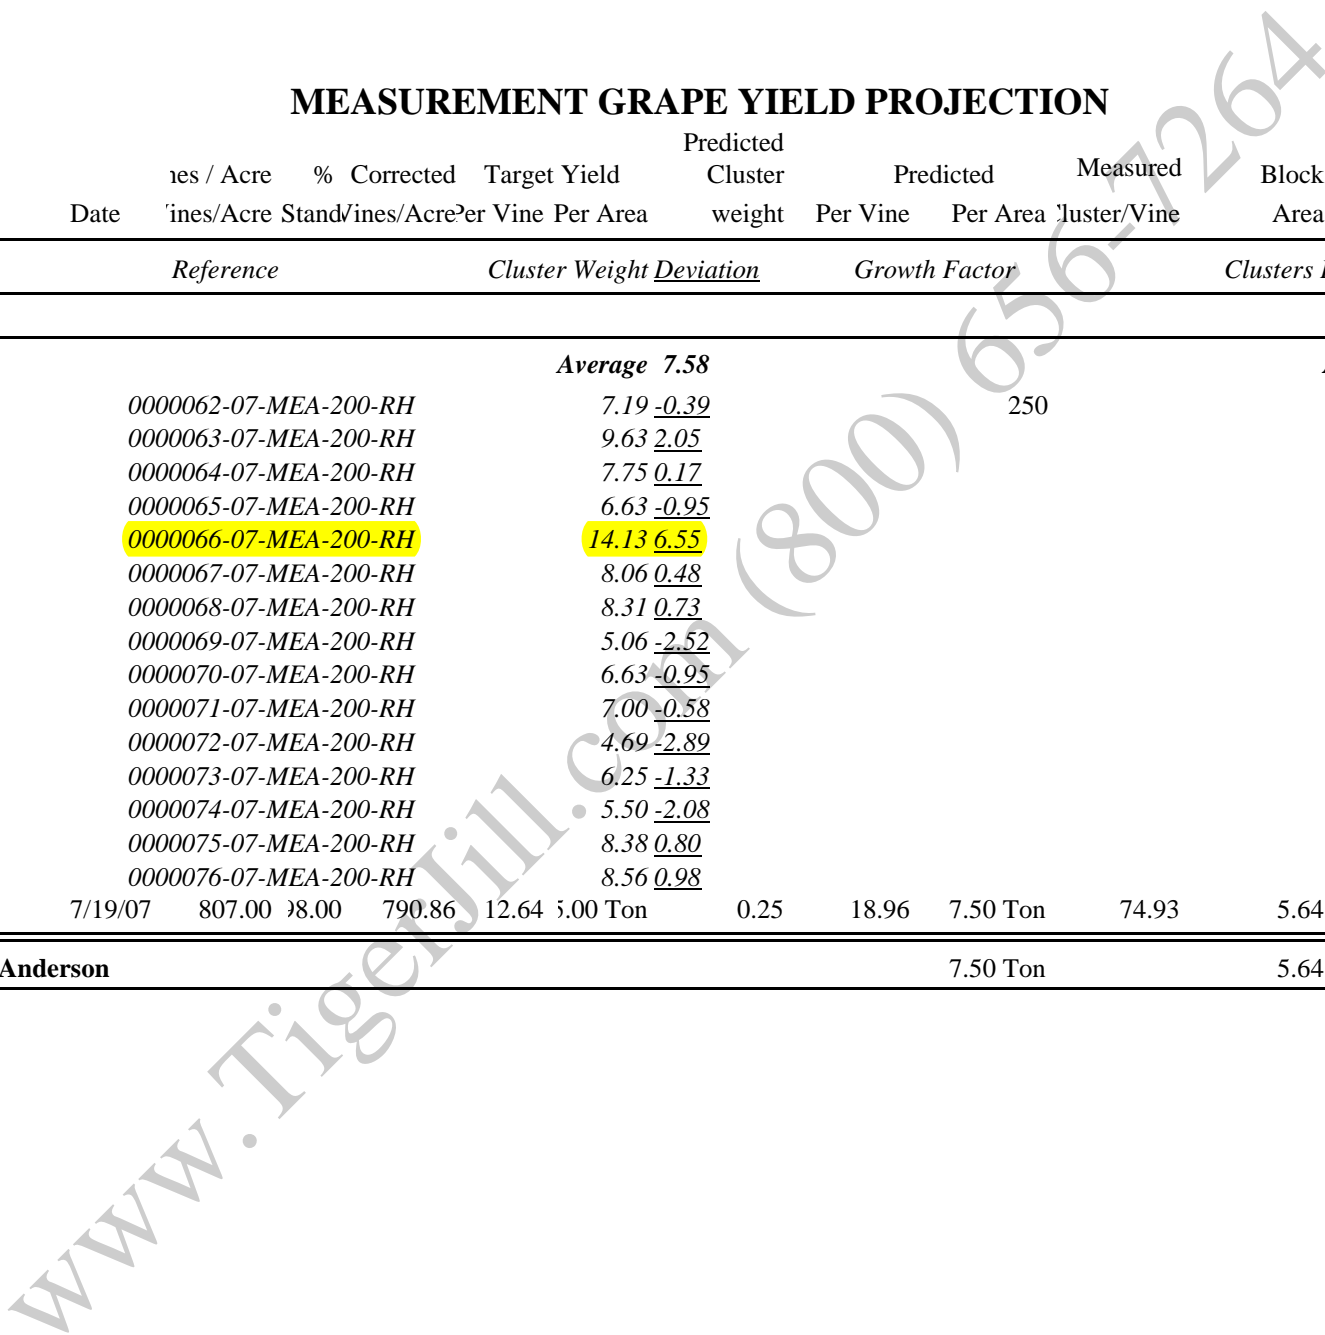 MEASUREMENT GRAPE YIELD PROJECTION
Predicted
nes / Acre % Corrected Target Yield Cluster Predicted Measured Block
Date Vines/Acre Stand Vines/Acre Per Vine Per Area weight Per Vine Per Area Cluster/Vine Area
Reference Cluster Weight Deviation Growth Factor Clusters
Average 7.58
0000062-07-MEA-200-RH 7.19 -0.39 250
0000063-07-MEA-200-RH 9.63 2.05
0000064-07-MEA-200-RH 7.75 0.17
0000065-07-MEA-200-RH 6.63 -0.95
0000066-07-MEA-200-RH 14.13 6.55
0000067-07-MEA-200-RH 8.06 0.48
0000068-07-MEA-200-RH 8.31 0.73
0000069-07-MEA-200-RH 5.06 -2.52
0000070-07-MEA-200-RH 6.63 -0.95
0000071-07-MEA-200-RH 7.00 -0.58
0000072-07-MEA-200-RH 4.69 -2.89
0000073-07-MEA-200-RH 6.25 -1.33
0000074-07-MEA-200-RH 5.50 -2.08
0000075-07-MEA-200-RH 8.38 0.80
0000076-07-MEA-200-RH 8.56 0.98
7/19/07 807.00 98.00 790.86 12.64 5.00 Ton 0.25 18.96 7.50 Ton 74.93 5.64
Anderson 7.50 Ton 5.64
www.TigerJill.com (800) 656-7264